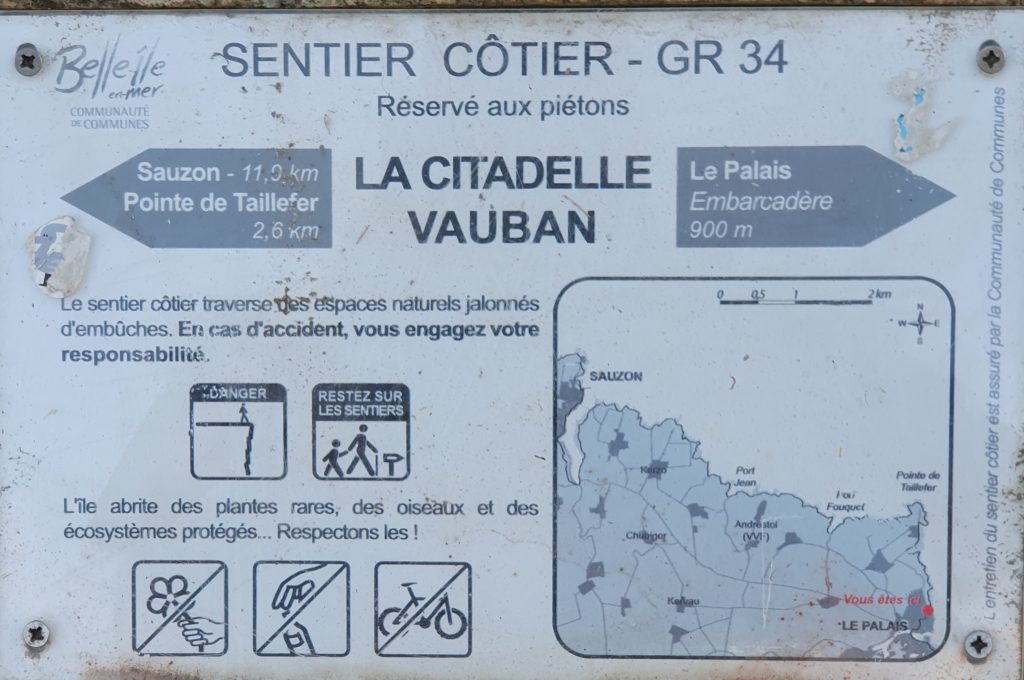 Belleîle
en-mer
COMMUNAUTÉ
DE COMMUNES
SENTIER CÔTIER - GR 34
Réservé aux piétons
Sauzon - 11,9 km
Pointe de Taillefer
2,6 km
LA CITADELLE
VAUBAN
Le Palais
Embarcadère
900 m
Le sentier côtier traverse des espaces naturels jalonnés
d'embûches. En cas d'accident, vous engagez votre
responsabilité.
DANGER
RESTEZ SUR
LES SENTIERS
L'île abrite des plantes rares, des oiseaux et des
écosystèmes protégés... Respectons les !
0 0,5 1 2 km
N
W E
S
SAUZON
Kerzo
Port
Jean
Pointe de
Taillefer
Port
Fouquet
Andrestol
(VVF)
Chubiger
Kersau
Vous êtes ici
LE PALAIS
L'entretien du sentier côtier est assuré par la Communauté de Communes